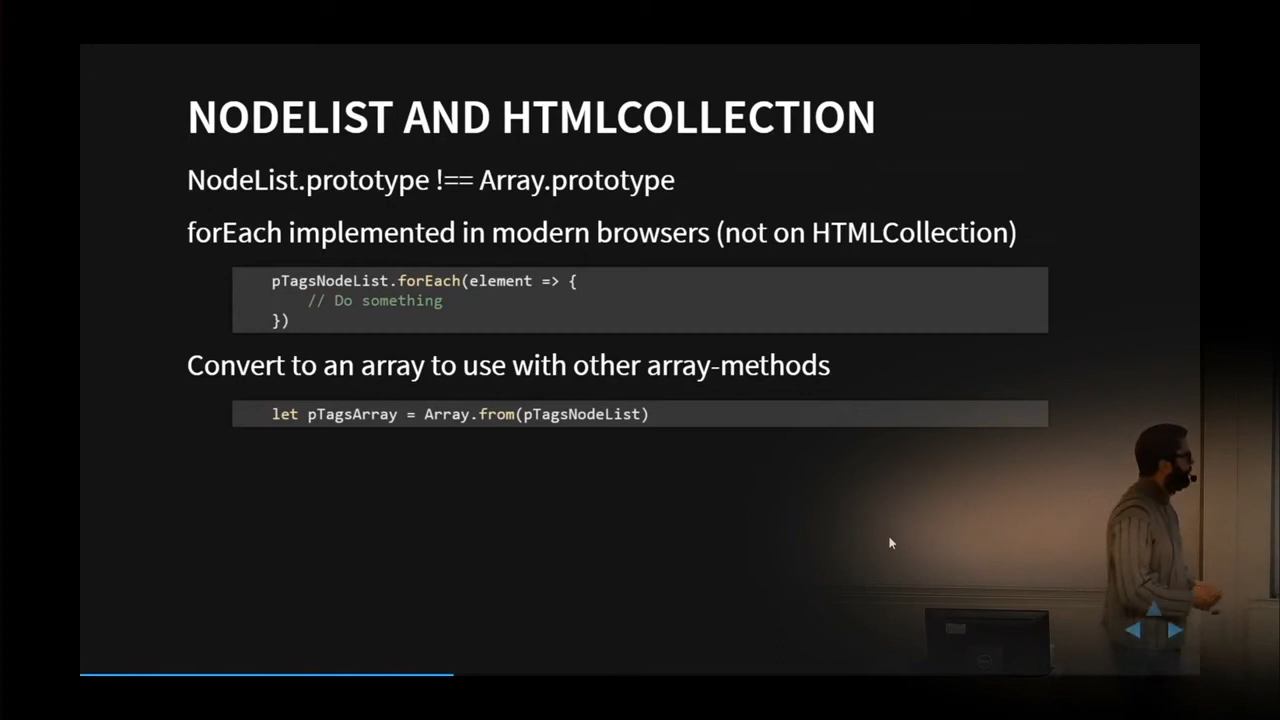 NODELIST AND HTMLCOLLECTION
NodeList.prototype !== Array.prototype
forEach implemented in modern browsers (not on HTMLCollection)
pTagsNodeList.forEach(element => {
// Do something
})
Convert to an array to use with other array-methods
let pTagsArray = Array.from(pTagsNodeList)